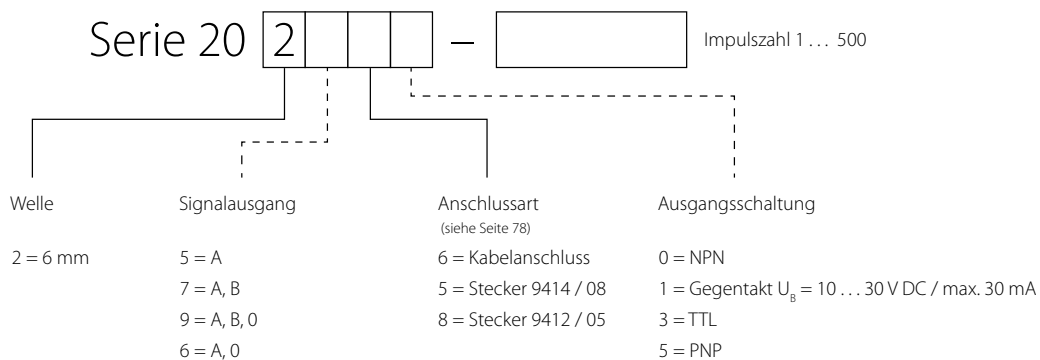 Serie 20 2 – Impulszahl 1 … 500
Welle Signalausgang Anschlussart Ausgangsschaltung
(siehe Seite 78)
2 = 6 mm 5 = A 6 = Kabelanschluss 0 = NPN
7 = A, B 5 = Stecker 9414 / 08 1 = Gegentakt U_B = 10 … 30 V DC / max. 30 mA
9 = A, B, 0 8 = Stecker 9412 / 05 3 = TTL
6 = A, 0 5 = PNP